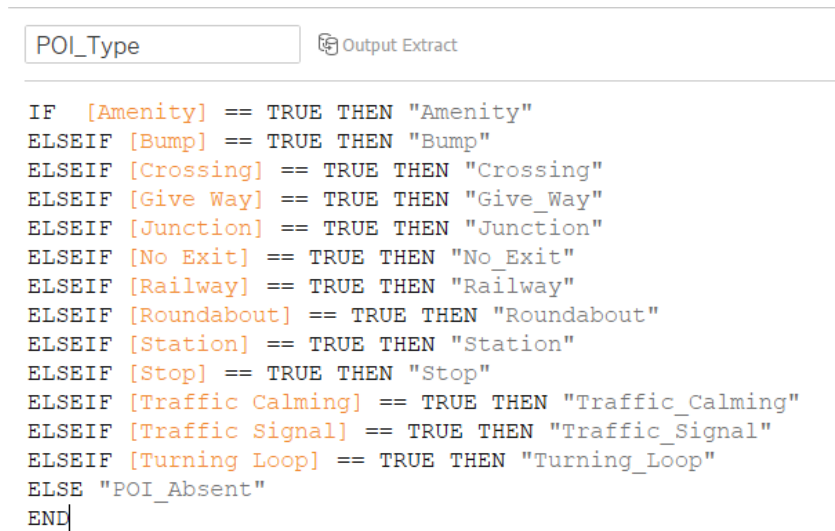 POI_Type
Output Extract
IF  [Amenity] == TRUE THEN "Amenity"
ELSEIF [Bump] == TRUE THEN "Bump"
ELSEIF [Crossing] == TRUE THEN "Crossing"
ELSEIF [Give Way] == TRUE THEN "Give_Way"
ELSEIF [Junction] == TRUE THEN "Junction"
ELSEIF [No Exit] == TRUE THEN "No_Exit"
ELSEIF [Railway] == TRUE THEN "Railway"
ELSEIF [Roundabout] == TRUE THEN "Roundabout"
ELSEIF [Station] == TRUE THEN "Station"
ELSEIF [Stop] == TRUE THEN "Stop"
ELSEIF [Traffic Calming] == TRUE THEN "Traffic_Calming"
ELSEIF [Traffic Signal] == TRUE THEN "Traffic_Signal"
ELSEIF [Turning Loop] == TRUE THEN "Turning_Loop"
ELSE "POI_Absent"
END